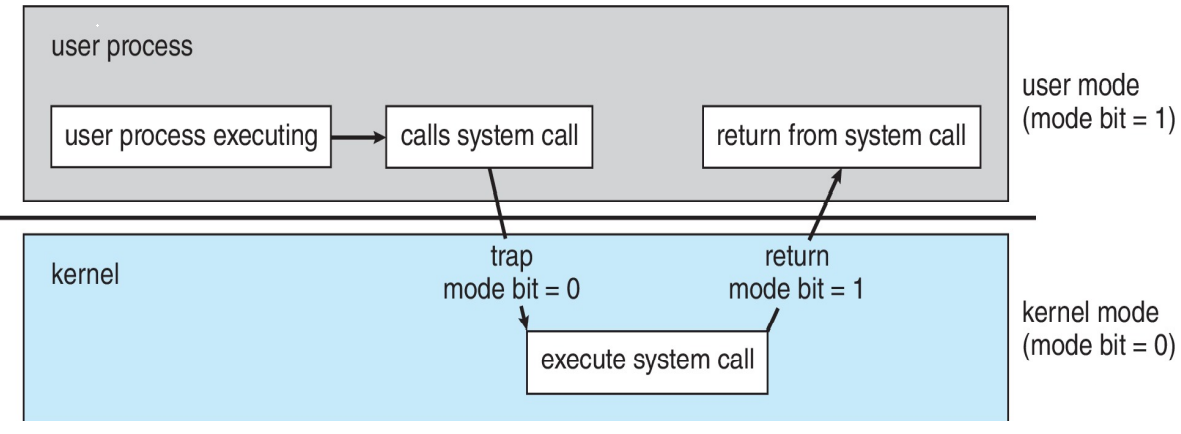 user process
user process executing
calls system call
return from system call
user mode
(mode bit = 1)
kernel
trap
mode bit = 0
return
mode bit = 1
execute system call
kernel mode
(mode bit = 0)